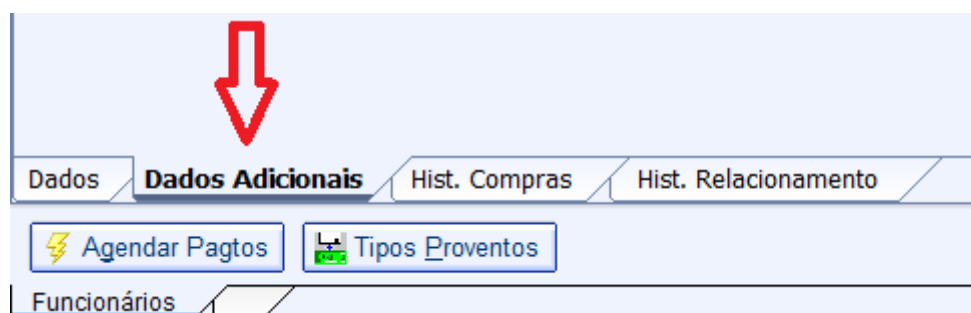 Dados Dados Adicionais Hist. Compras Hist. Relacionamento
Agendar Pagtos Tipos Proventos
Funcionários